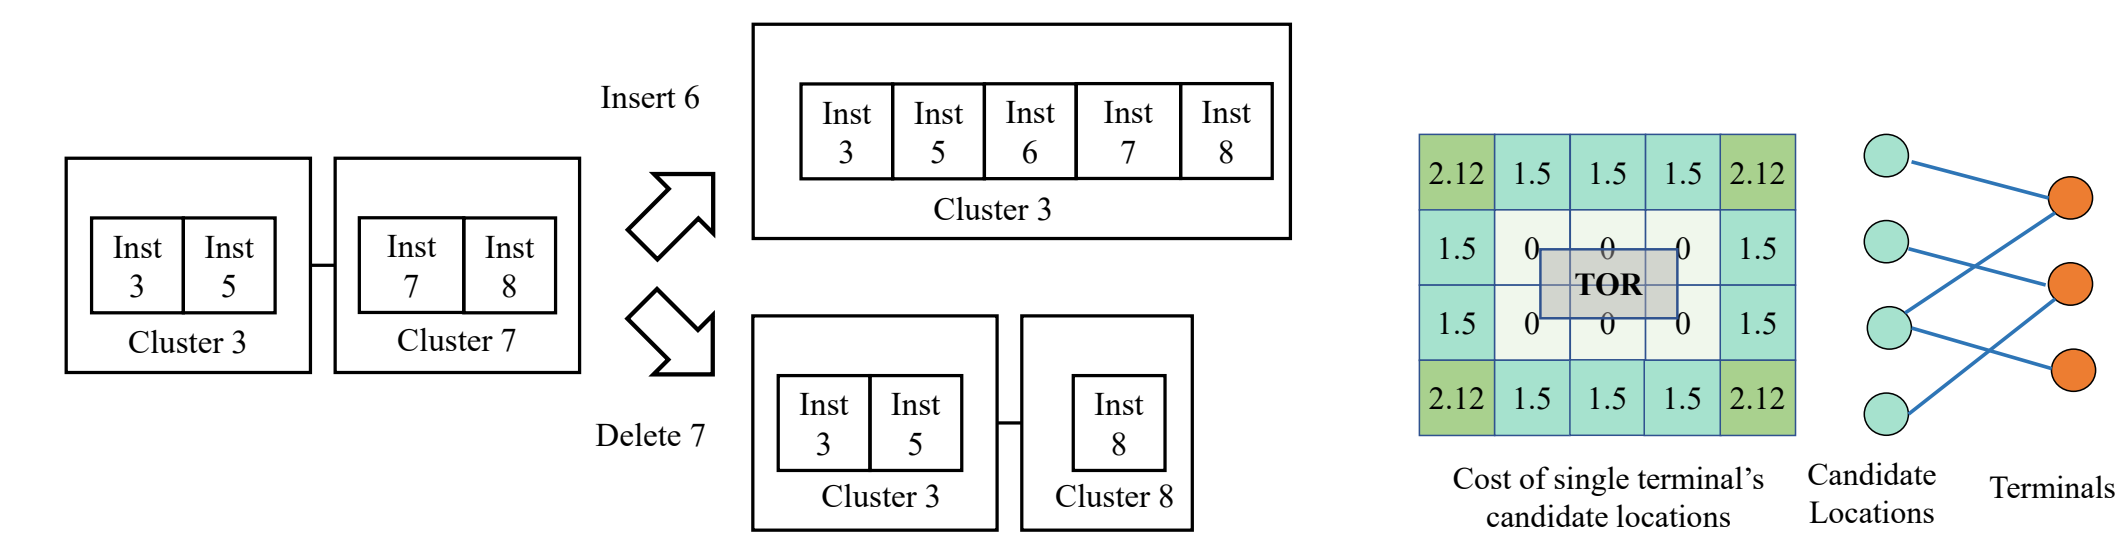 Inst Inst
3 5
Cluster 3
Inst Inst
7 8
Cluster 7
Insert 6
Inst Inst Inst Inst Inst
3 5 6 7 8
Cluster 3
Delete 7
Inst Inst
3 5
Cluster 3
Inst
8
Cluster 8
2.12 1.5 1.5 1.5 2.12
1.5 0 0 0 1.5
TOR
1.5 0 0 0 1.5
2.12 1.5 1.5 1.5 2.12
Cost of single terminal’s
candidate locations
Candidate
Locations
Terminals